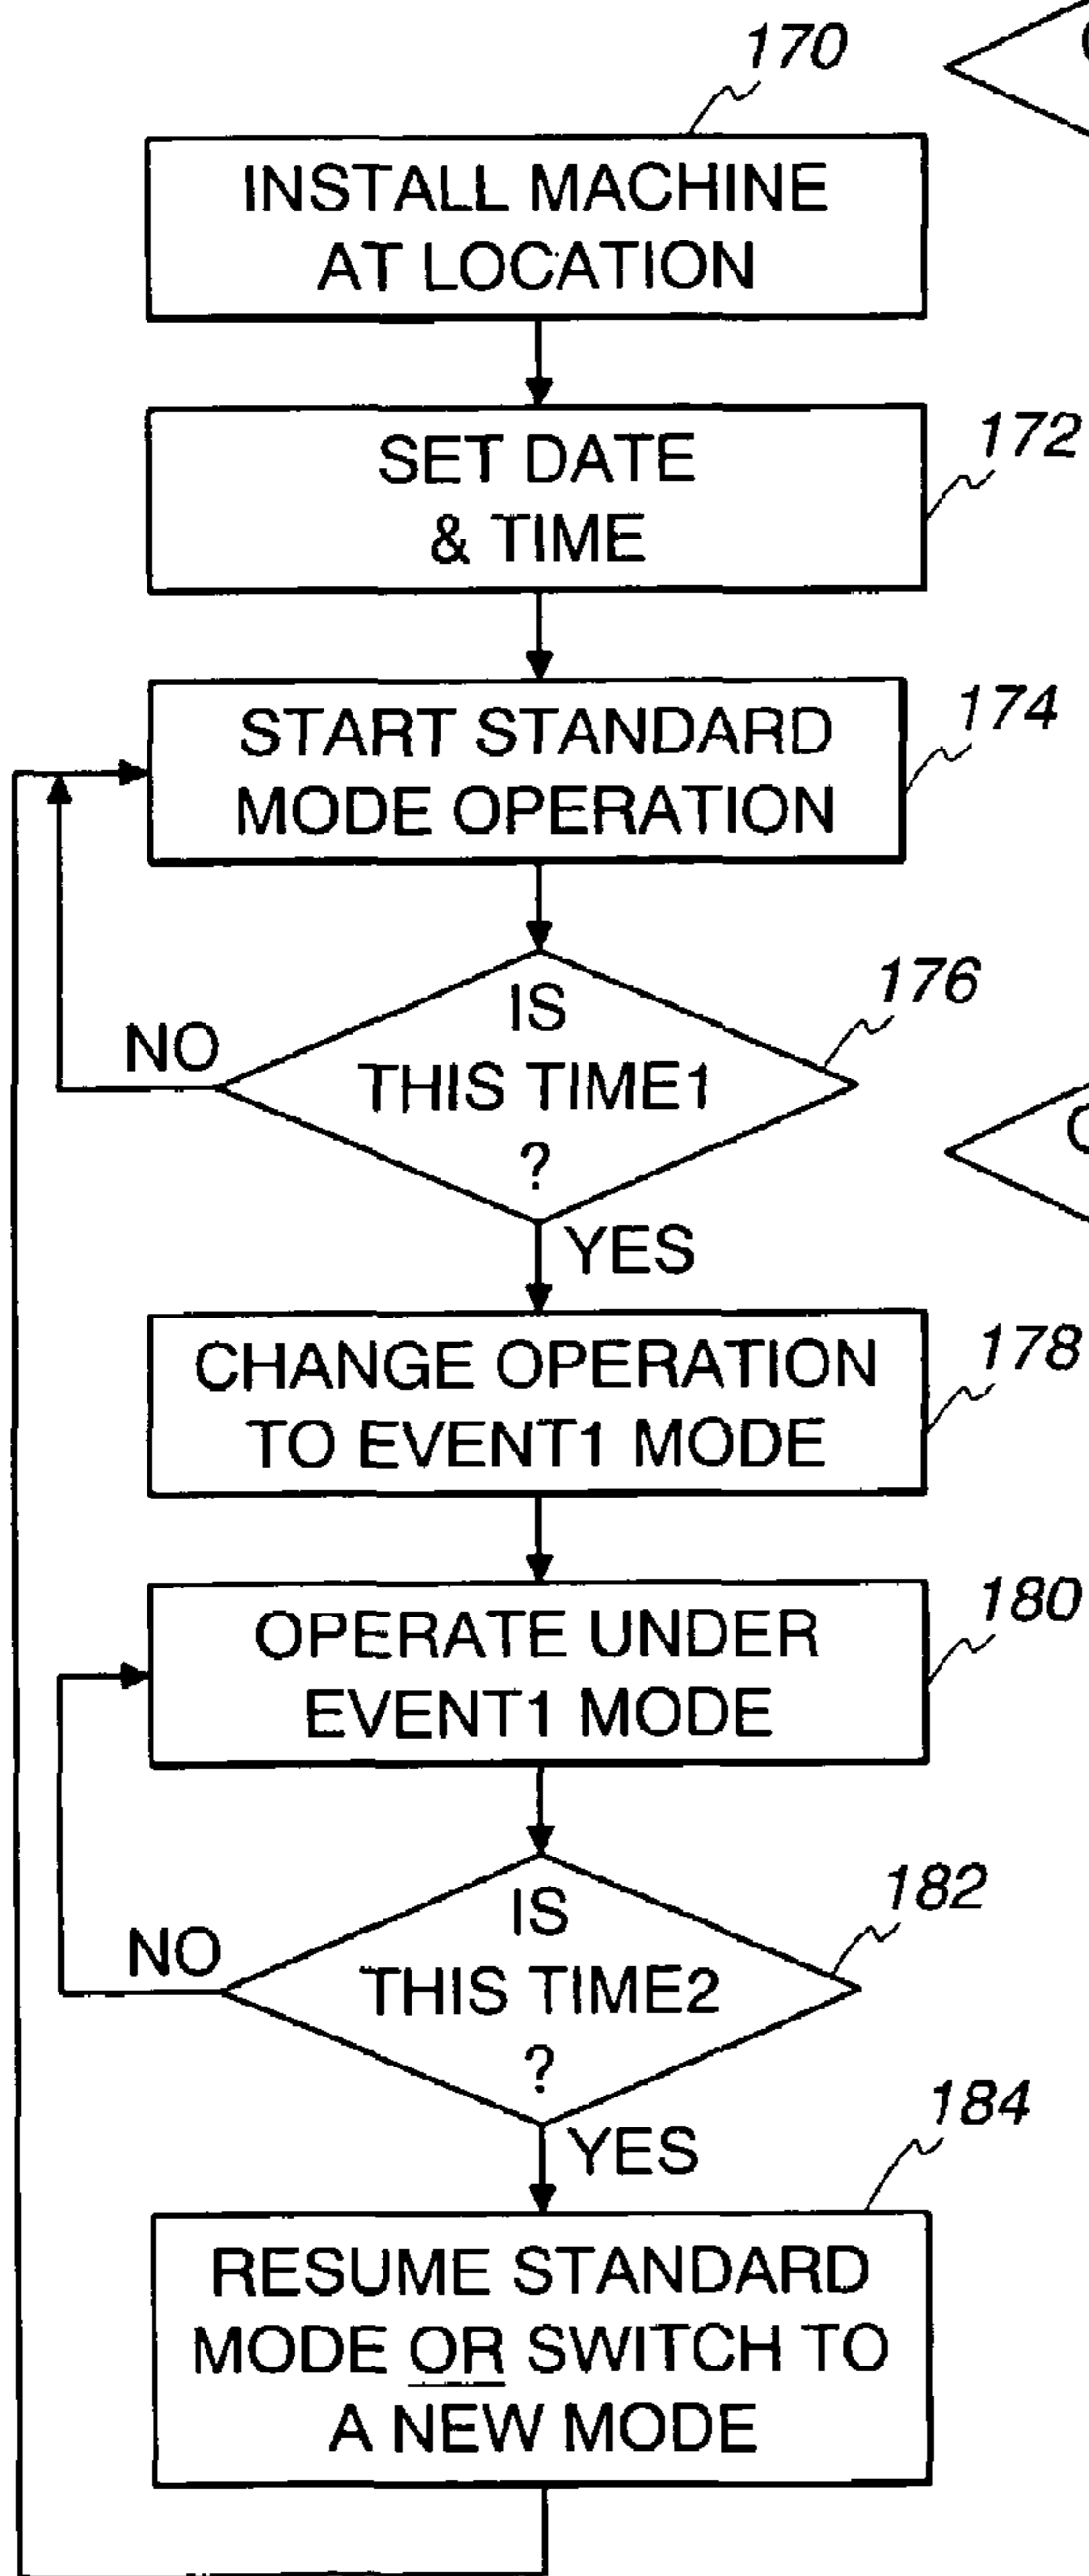 170
INSTALL MACHINE
AT LOCATION
SET DATE
& TIME
172
START STANDARD
MODE OPERATION
174
IS
THIS TIME1
?
176
NO
YES
CHANGE OPERATION
TO EVENT1 MODE
178
OPERATE UNDER
EVENT1 MODE
180
IS
THIS TIME2
?
182
NO
YES
184
RESUME STANDARD
MODE OR SWITCH TO
A NEW MODE